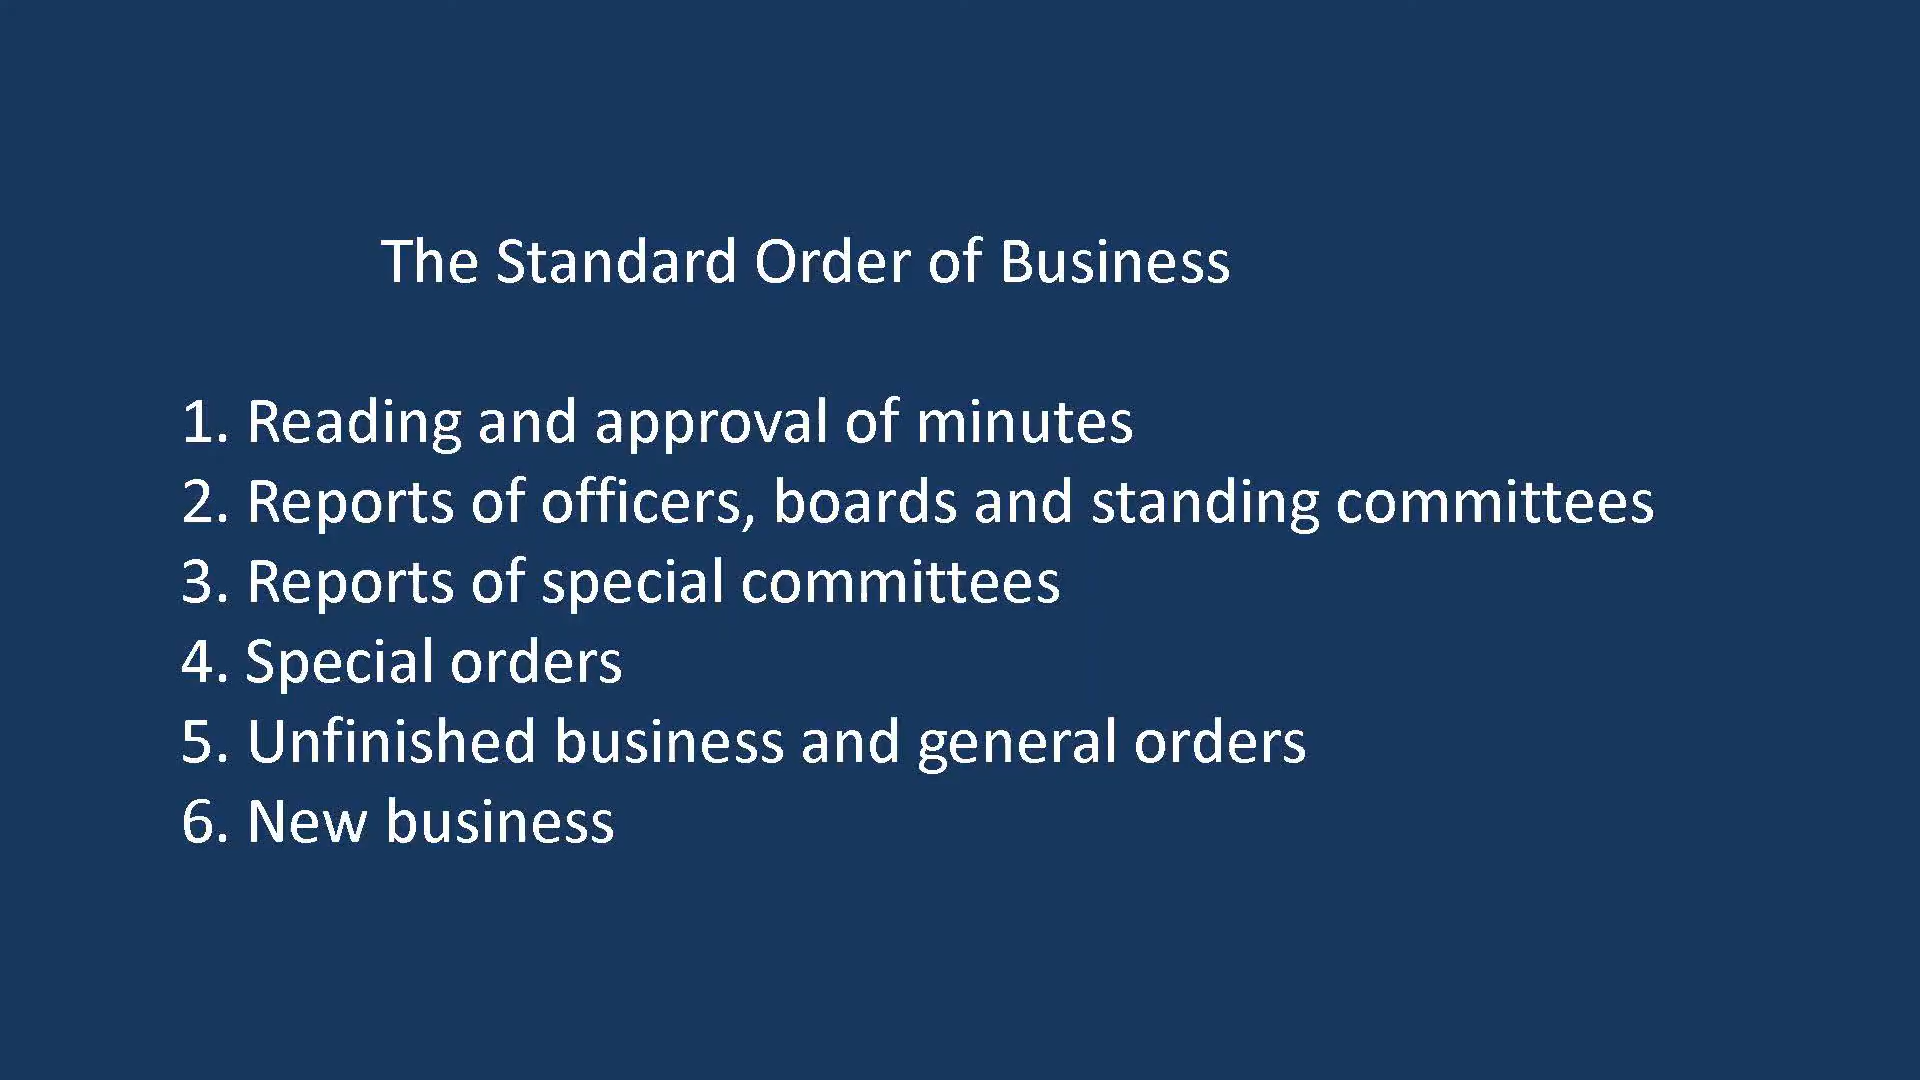 The Standard Order of Business
1. Reading and approval of minutes
2. Reports of officers, boards and standing committees
3. Reports of special committees
4. Special orders
5. Unfinished business and general orders
6. New business